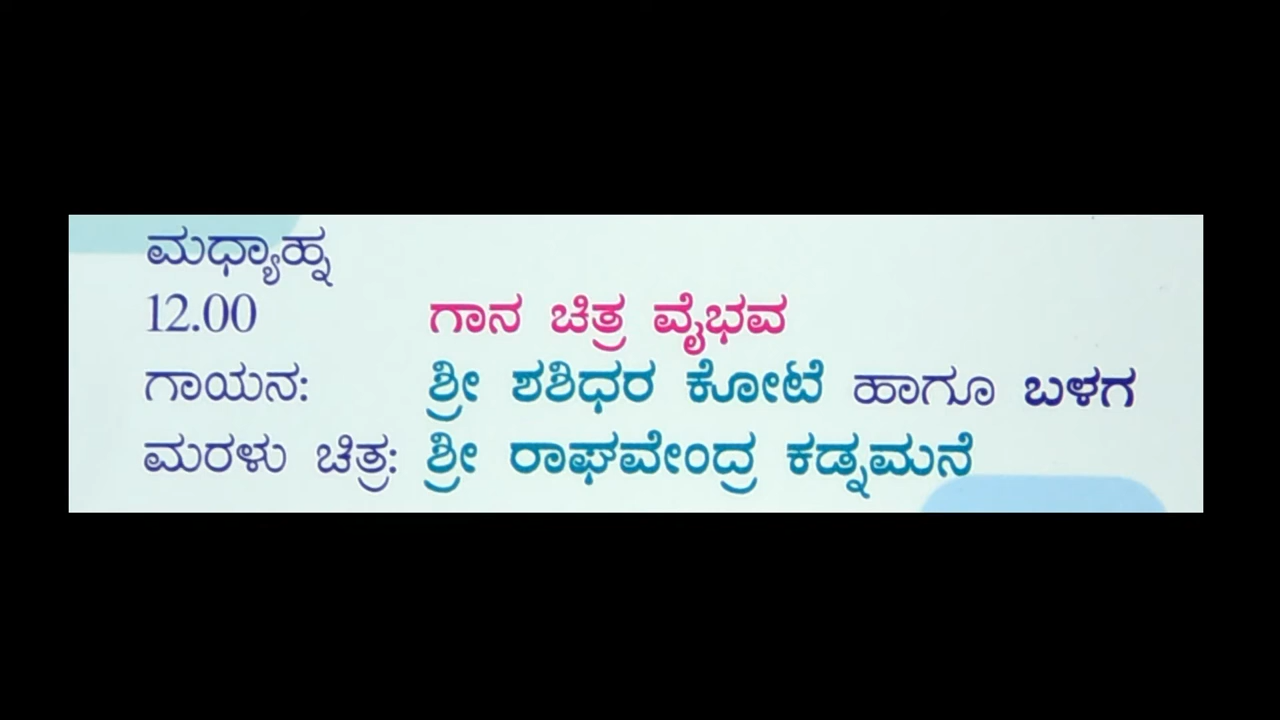 ಮಧ್ಯಾಹ್ನ
12.00 ಗಾನ ಚಿತ್ರ ವೈಭವ
ಗಾಯನ: ಶ್ರೀ ಶಶಿಧರ ಕೋಟೆ ಹಾಗೂ ಬಳಗ
ಮರಳು ಚಿತ್ರ: ಶ್ರೀ ರಾಘವೇಂದ್ರ ಕಡ್ನಮನೆ